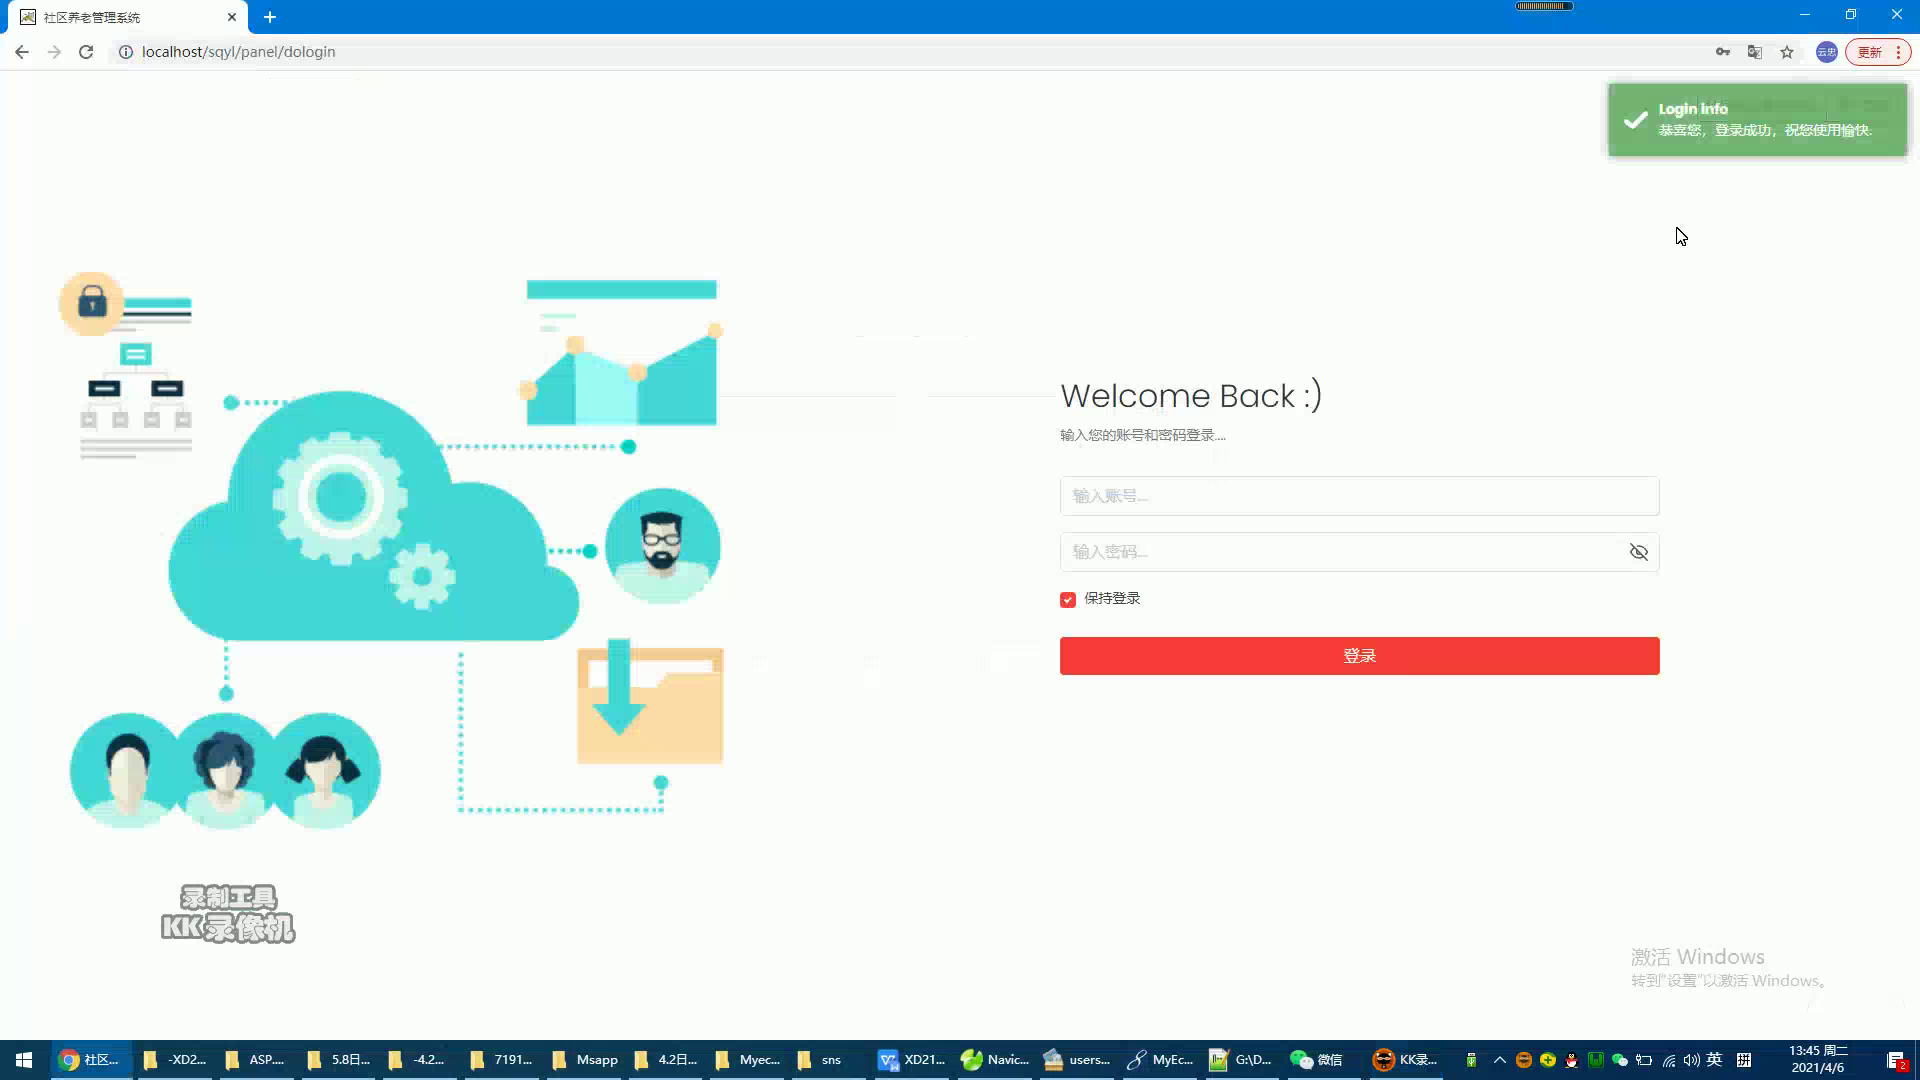 社区养老管理系统
localhost/sqyl/panel/dologin
云忠
更新
Login info
恭喜您，登录成功，祝您使用愉快.
Welcome Back :)
输入您的账号和密码登录....
输入账号...
输入密码...
保持登录
登录
录制工具
KK录像机
激活 Windows
转到"设置"以激活 Windows。
社区...
-XD2...
ASP....
5.8日...
-4.2...
7191...
Msapp
4.2日...
Myec...
sns
XD21...
Navic...
users...
MyEc...
G:\D...
微信
KK录...
英
拼
13:45 周二
2021/4/6
2